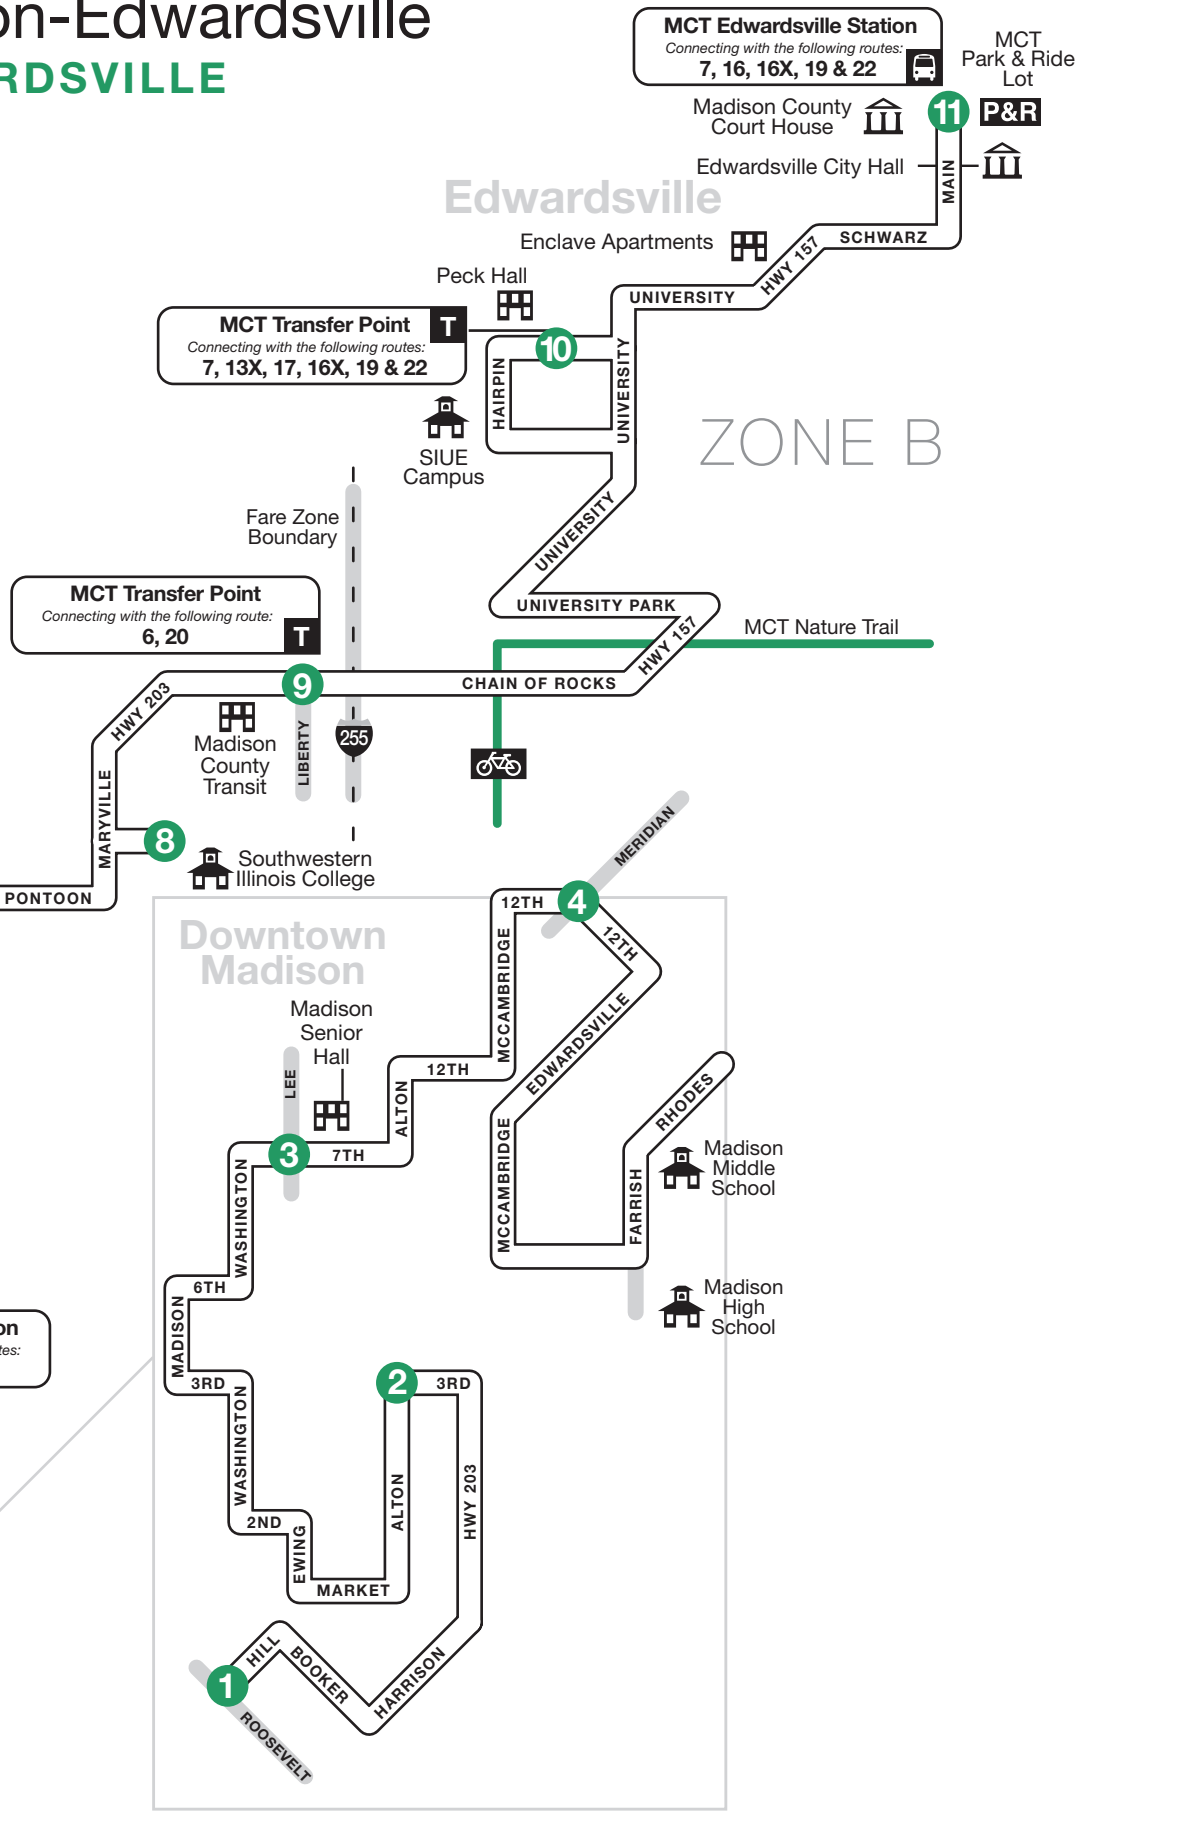 on-Edwardsville
RDSVILLE
MCT Edwardsville Station
Connecting with the following routes:
7, 16, 16X, 19 & 22
MCT
Park & Ride
Lot
Madison County
Court House
11
P&R
Edwardsville City Hall
MAIN
Edwardsville
SCHWARZ
Enclave Apartments
HWY 157
Peck Hall
UNIVERSITY
MCT Transfer Point
T
Connecting with the following routes:
7, 13X, 17, 16X, 19 & 22
10
HAIRPIN
UNIVERSITY
ZONE B
SIUE
Campus
UNIVERSITY
Fare Zone
Boundary
MCT Transfer Point
Connecting with the following route:
6, 20
T
UNIVERSITY PARK
MCT Nature Trail
HWY 157
9
CHAIN OF ROCKS
HWY 203
Madison
County
Transit
LIBERTY
255
MARYVILLE
8
Southwestern
Illinois College
PONTOON
MERIDIAN
12TH
4
Downtown
Madison
12TH
MCCAMBRIDGE
Madison
Senior
Hall
EDWARDSVILLE
12TH
LEE
ALTON
RHODES
3
7TH
MCCAMBRIDGE
FARRISH
Madison
Middle
School
WASHINGTON
6TH
Madison
High
School
MADISON
on
tes:
3RD
2
3RD
WASHINGTON
ALTON
HWY 203
2ND
EWING
MARKET
HILL
BOOKER
HARRISON
1
ROOSEVELT